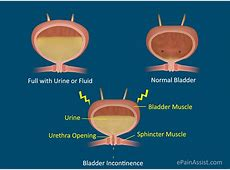 Full with Urine or Fluid
Normal Bladder
Bladder Muscle
Urine
Urethra Opening
Sphincter Muscle
Bladder Incontinence
ePainAssist.com